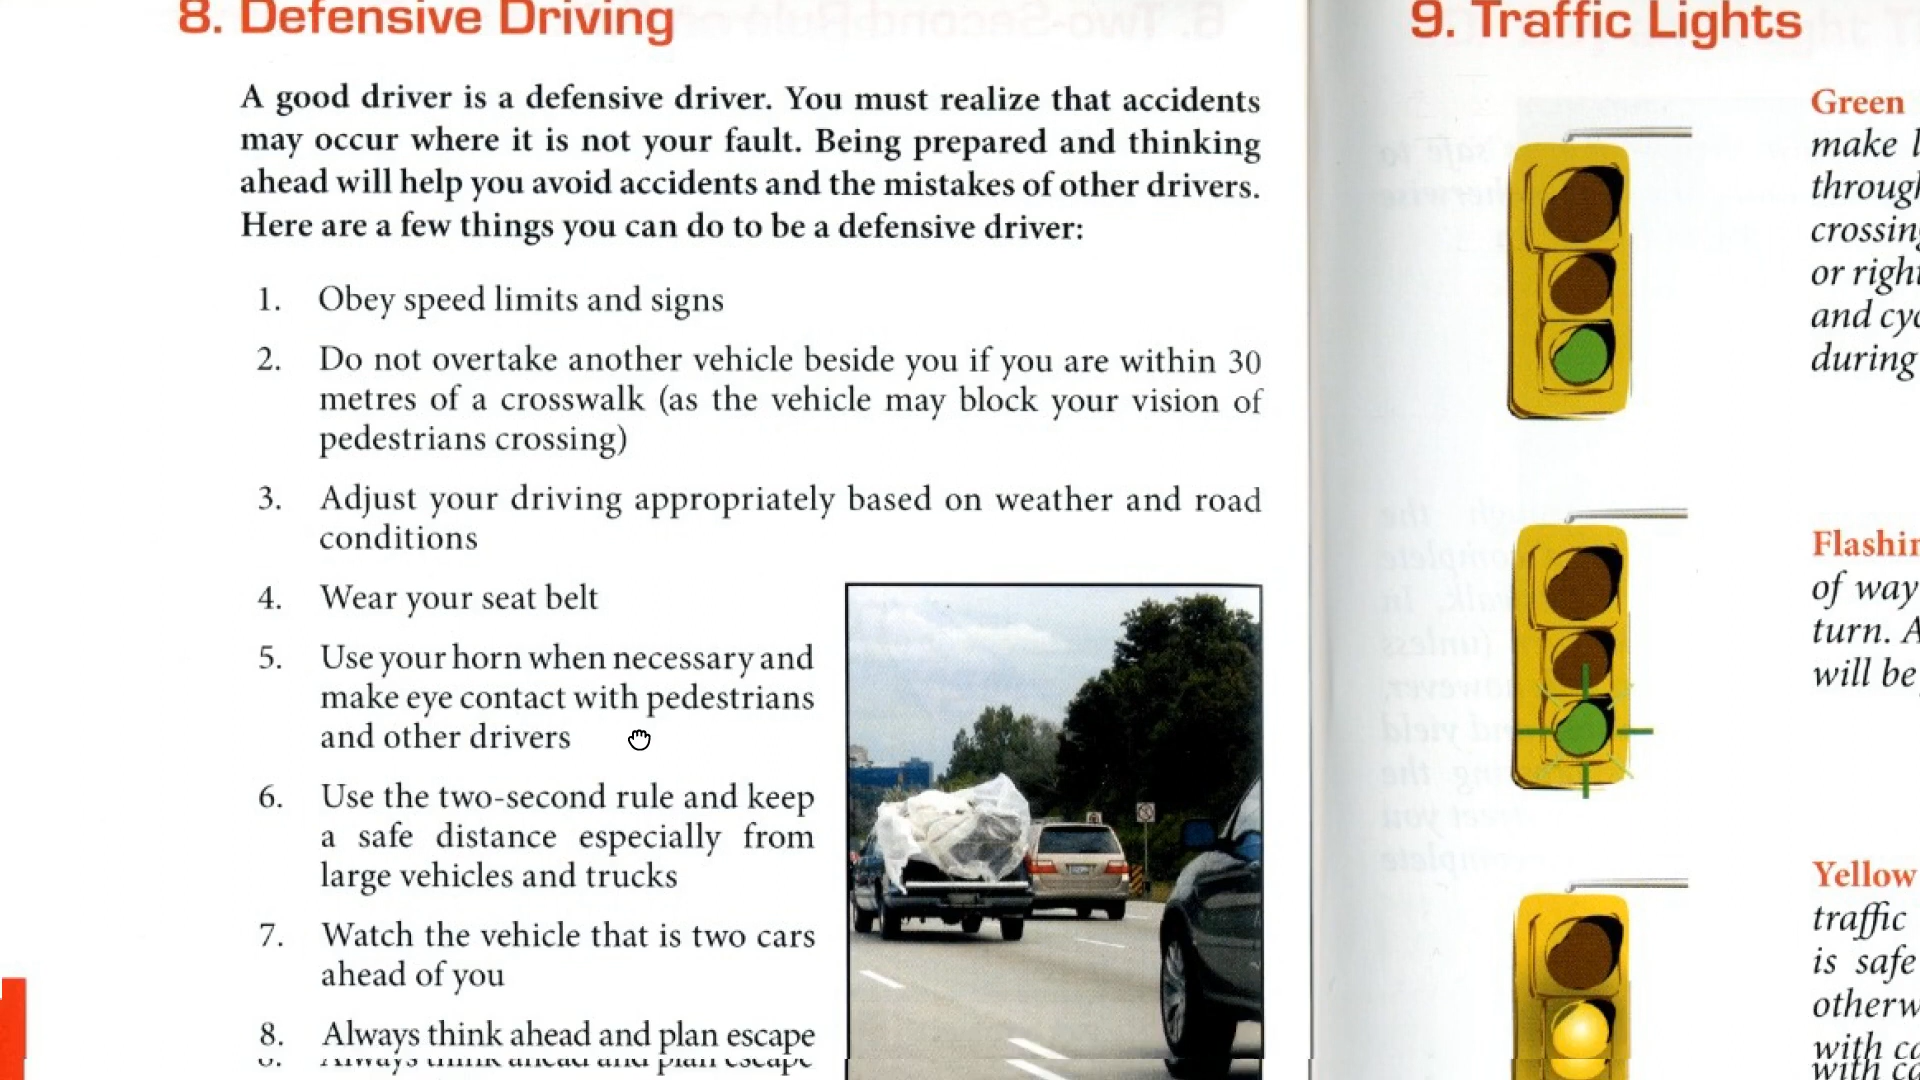 8. Defensive Driving
A good driver is a defensive driver. You must realize that accidents
may occur where it is not your fault. Being prepared and thinking
ahead will help you avoid accidents and the mistakes of other drivers.
Here are a few things you can do to be a defensive driver:
1. Obey speed limits and signs
2. Do not overtake another vehicle beside you if you are within 30
metres of a crosswalk (as the vehicle may block your vision of
pedestrians crossing)
3. Adjust your driving appropriately based on weather and road
conditions
4. Wear your seat belt
5. Use your horn when necessary and
make eye contact with pedestrians
and other drivers
6. Use the two-second rule and keep
a safe distance especially from
large vehicles and trucks
7. Watch the vehicle that is two cars
ahead of you
8. Always think ahead and plan escape
9. Traffic Lights
Green
make
through
crossing
or right
and
during
of way
turn. A
will be
Yellow
traffic
is safe
with